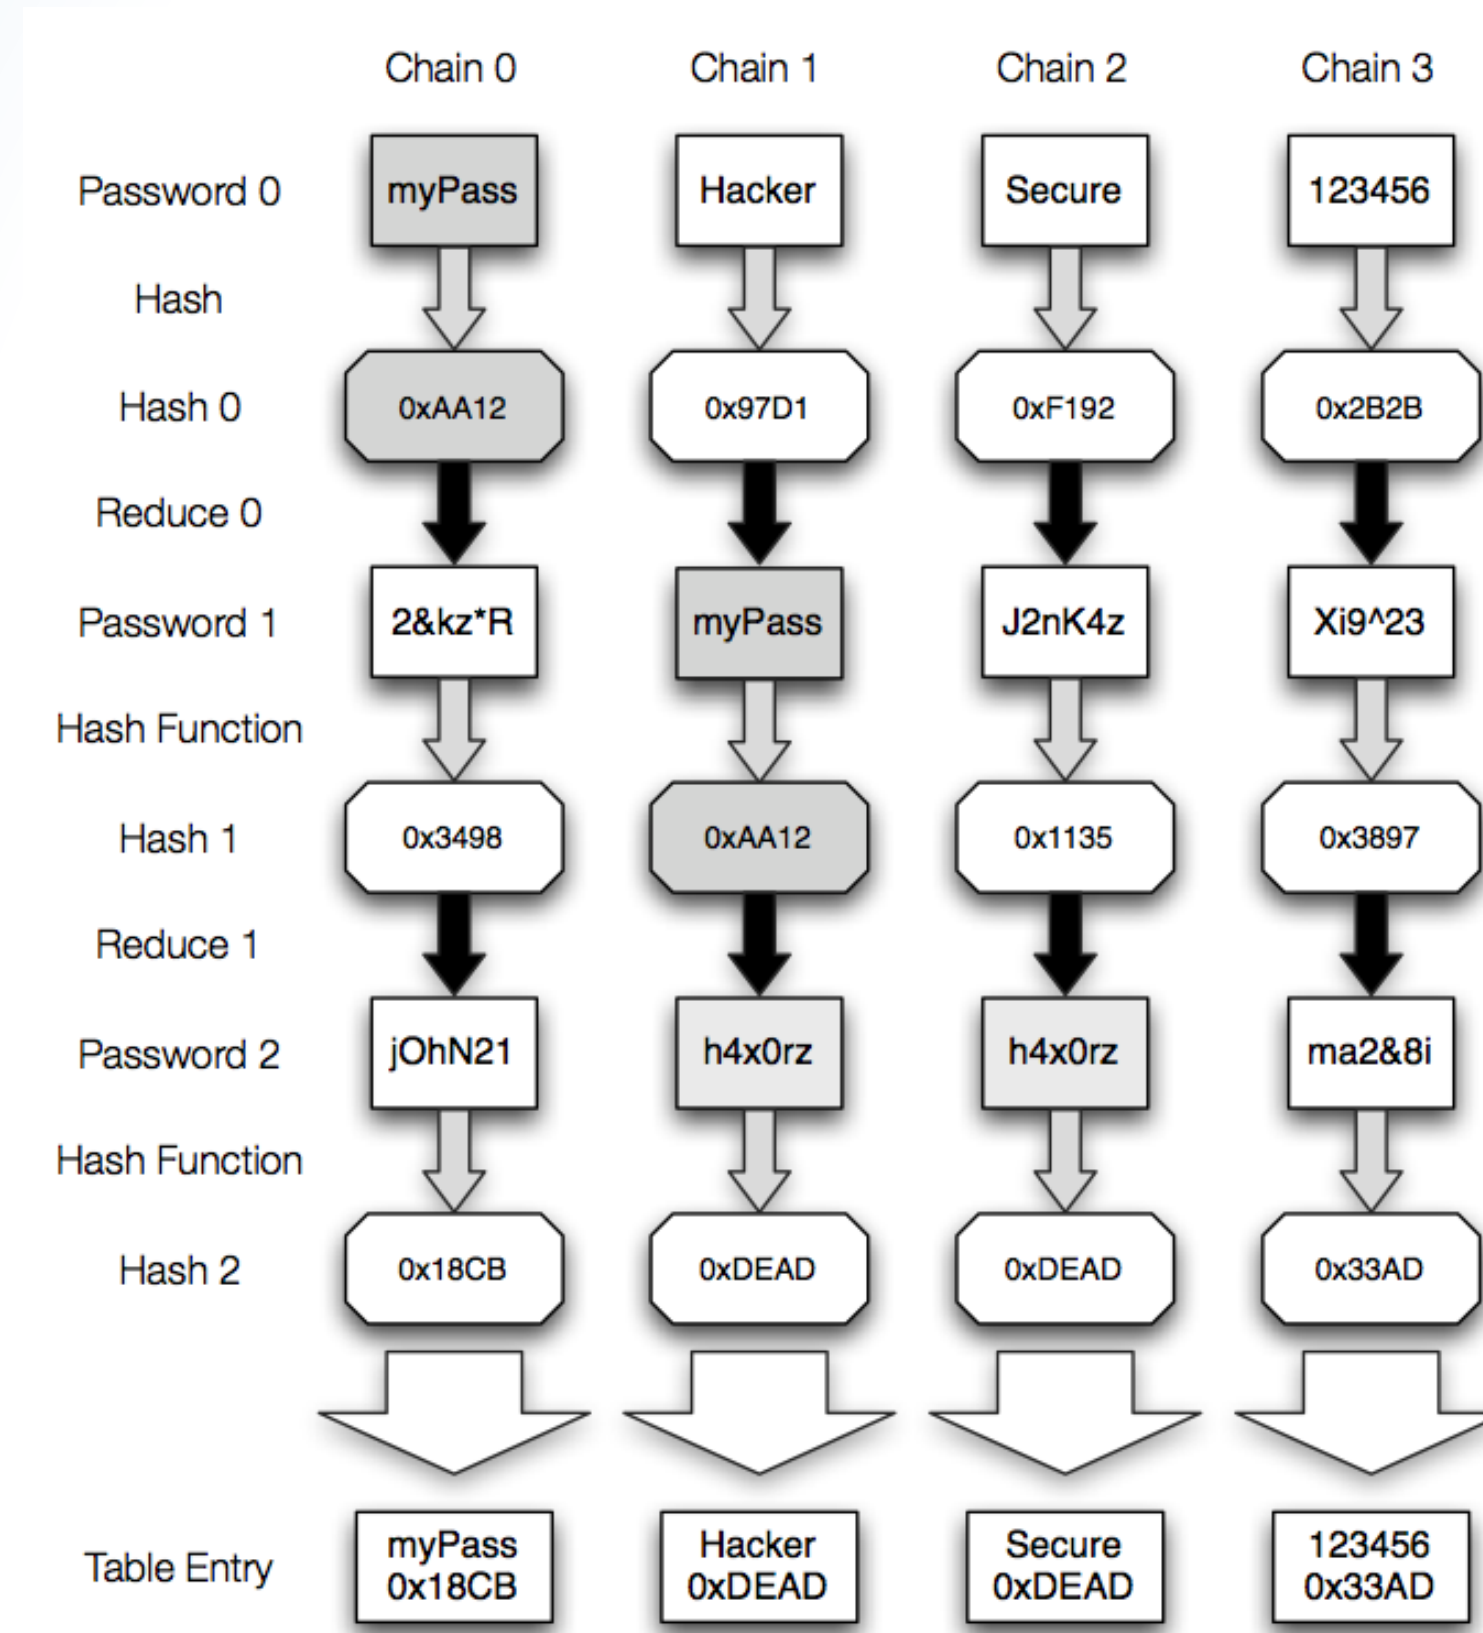 Chain 0 Chain 1 Chain 2 Chain 3
Password 0 myPass Hacker Secure 123456
Hash
Hash 0 0xAA12 0x97D1 0xF192 0x2B2B
Reduce 0
Password 1 2&kz*R myPass J2nK4z Xi9^23
Hash Function
Hash 1 0x3498 0xAA12 0x1135 0x3897
Reduce 1
Password 2 jOhN21 h4x0rz h4x0rz ma2&8i
Hash Function
Hash 2 0x18CB 0xDEAD 0xDEAD 0x33AD
Table Entry
myPass Hacker Secure 123456
0x18CB 0xDEAD 0xDEAD 0x33AD